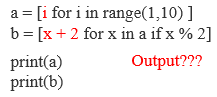 a = [i for i in range(1,10) ]
b = [x + 2 for x in a if x % 2]
print(a) Output???
print(b)